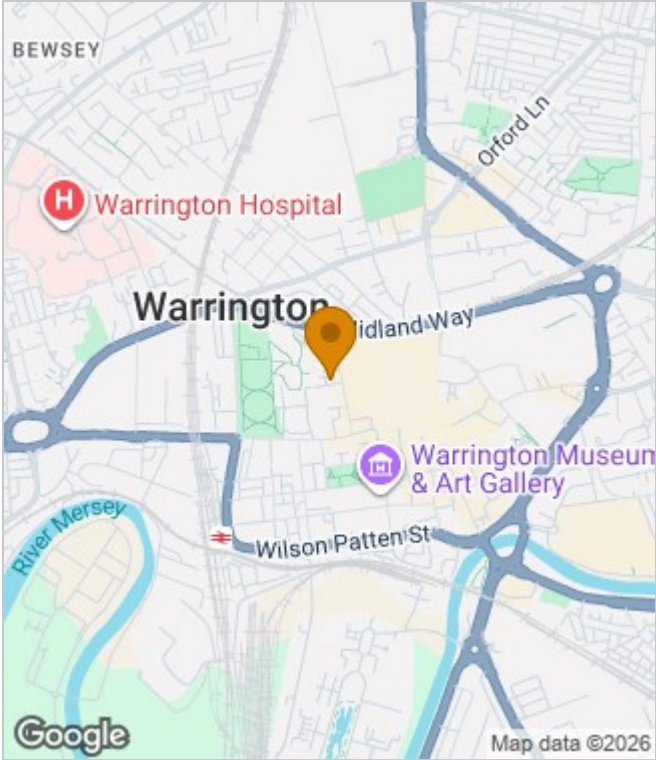 BEWSEY
Orford Ln
Warrington Hospital
Warrington
Midland Way
Warrington Museum
& Art Gallery
River Mersey
Wilson Patten St
Google
Map data ©2026